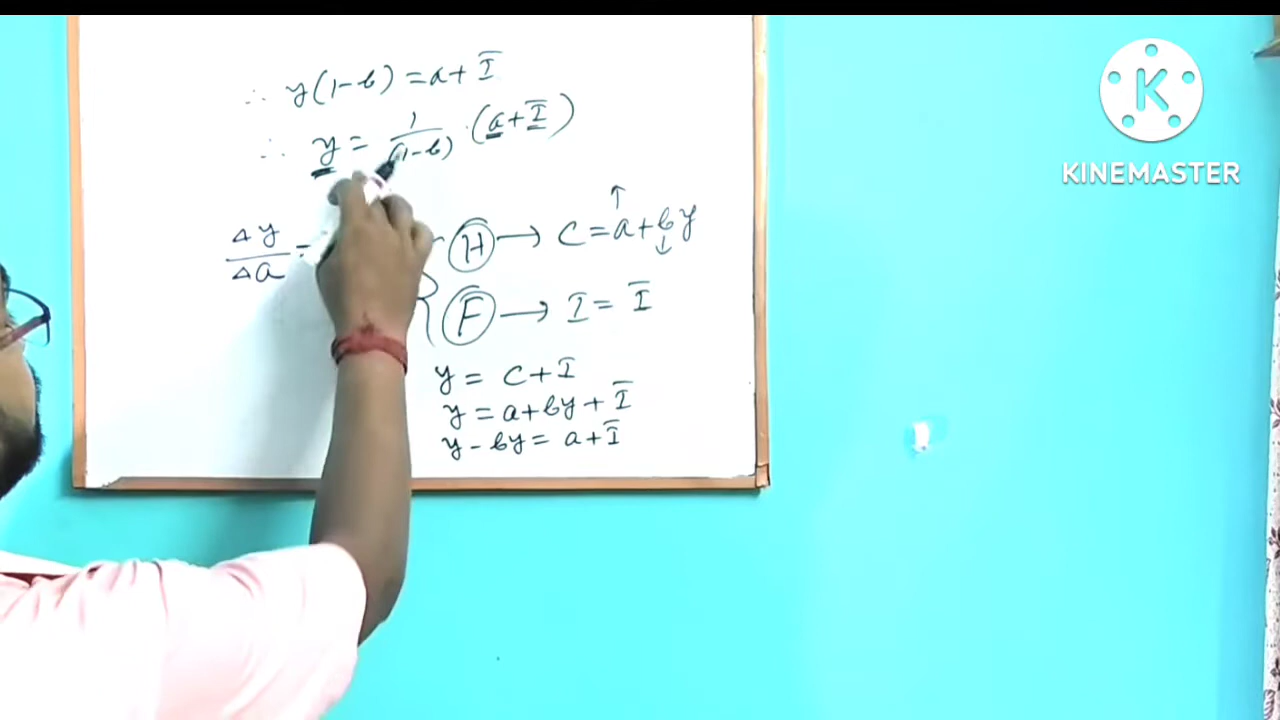 ∴ y(1-b) = a + Ī
∴ y = 1/(1-b) · (a + Ī)
Δy/Δa =
H → C = a + by
↑
↓
F → I = Ī
y = C + I
y = a + by + Ī
y - by = a + Ī
K
KINEMASTER